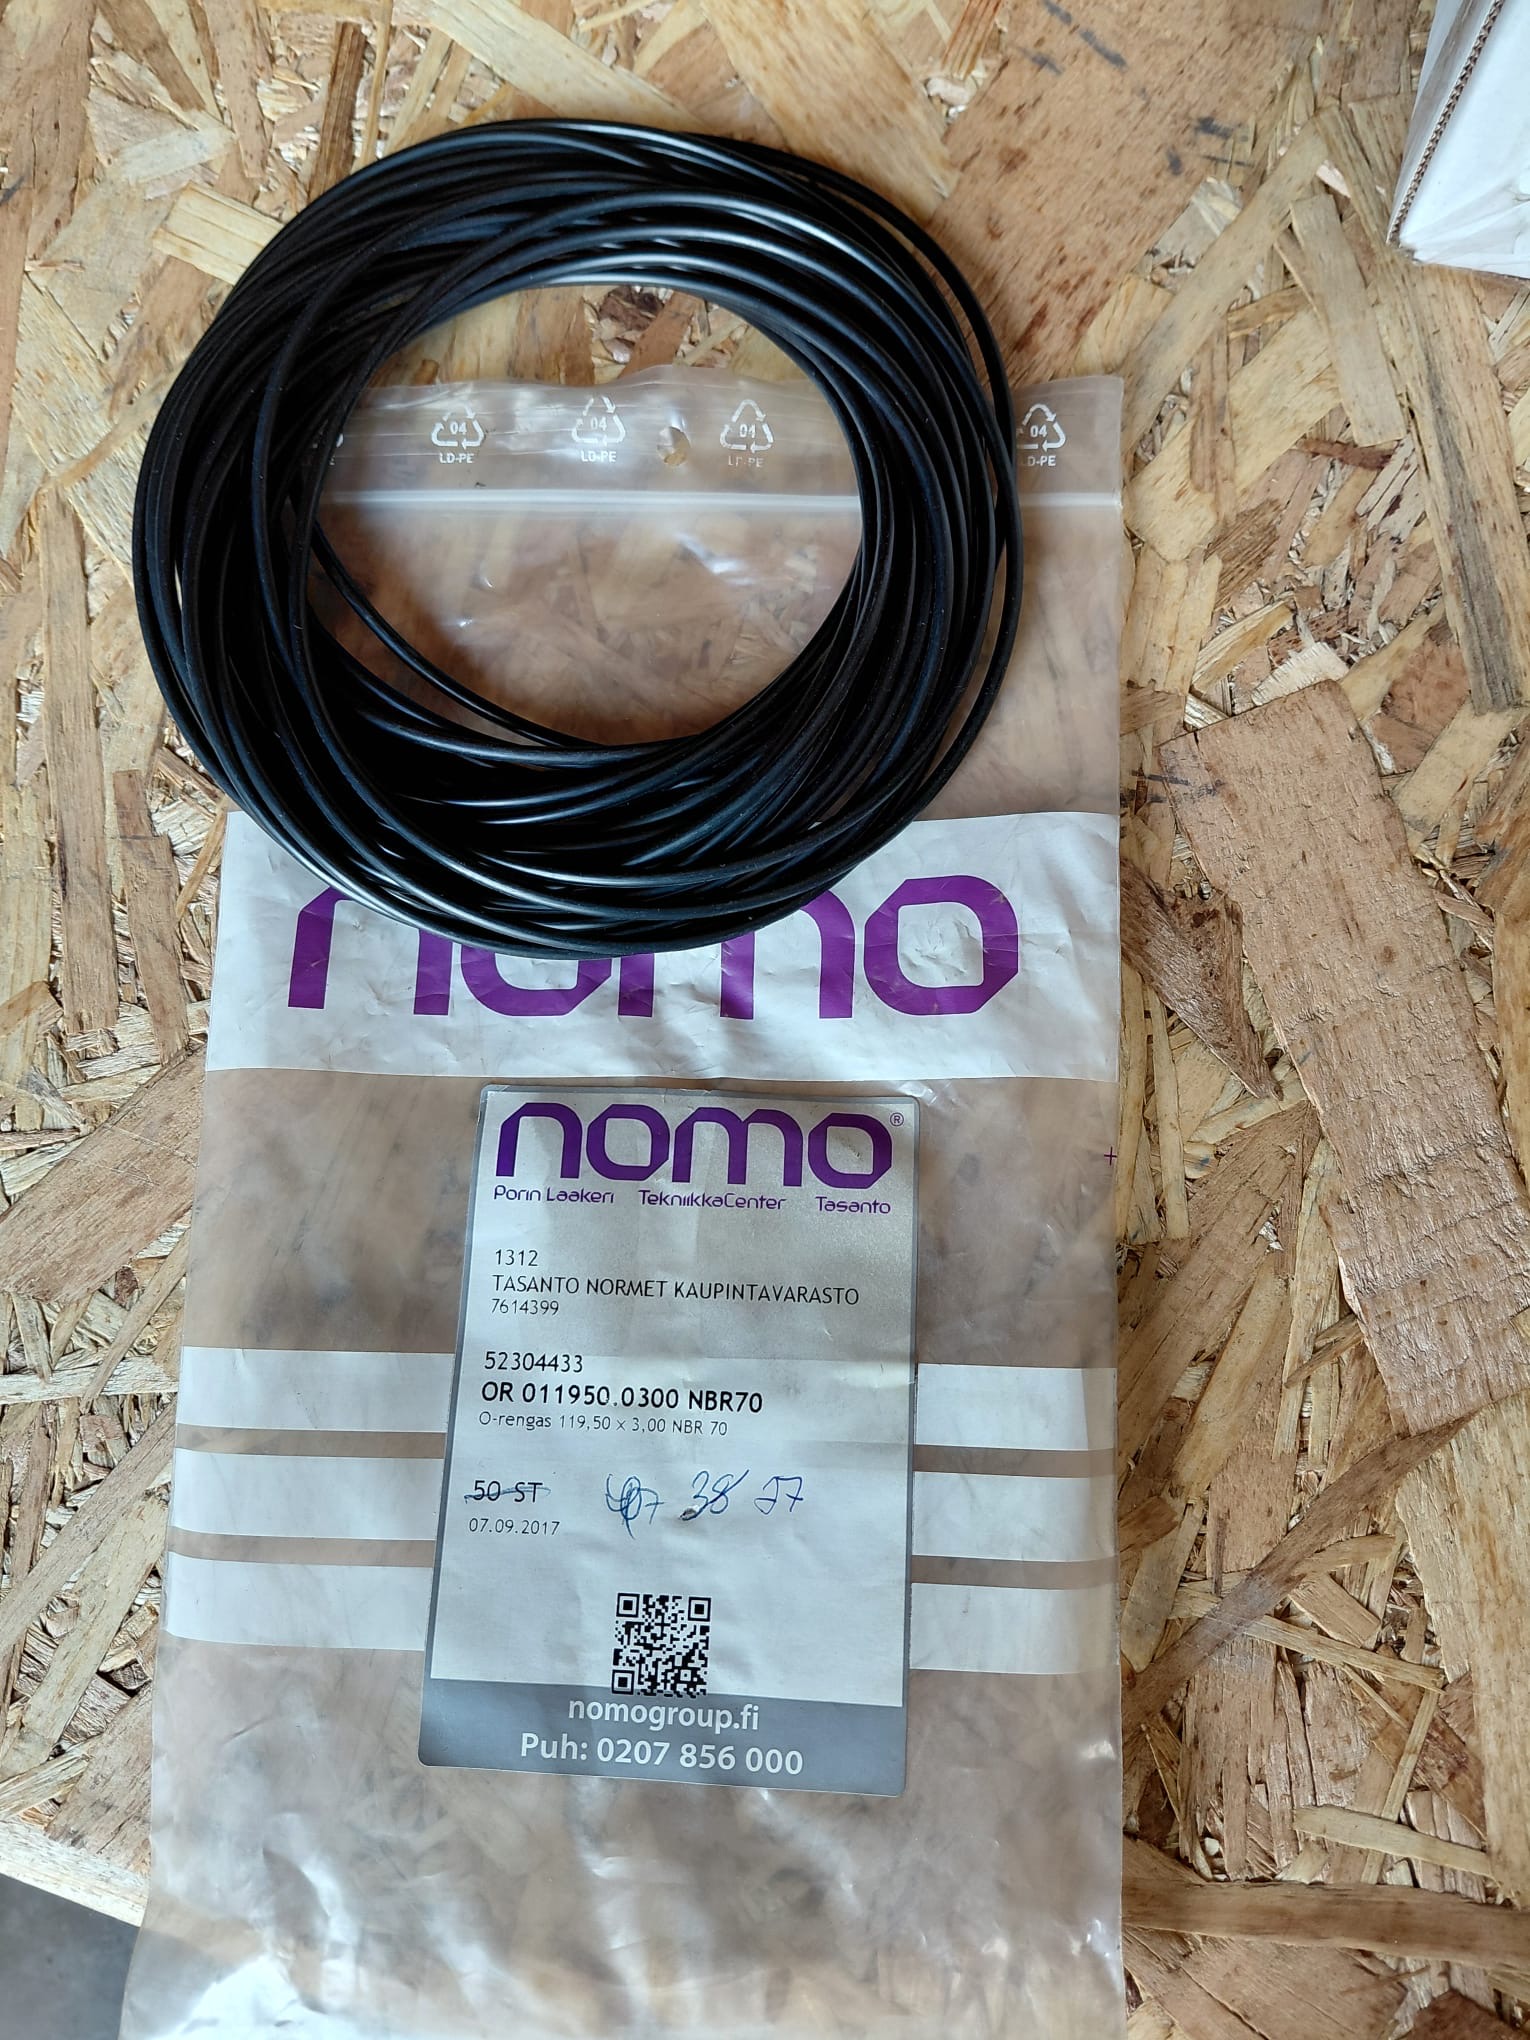 04 04 04 04
LD-PE LD-PE LD-PE LD-PE
nomo
nomo®
Porin Laakeri TekniikkaCenter Tasanto
1312
TASANTO NORMET KAUPINTAVARASTO
7614399
52304433
OR 011950.0300 NBR70
O-rengas 119,50 x 3,00 NBR 70
50 ST 38 27
07.09.2017
nomogroup.fi
Puh: 0207 856 000